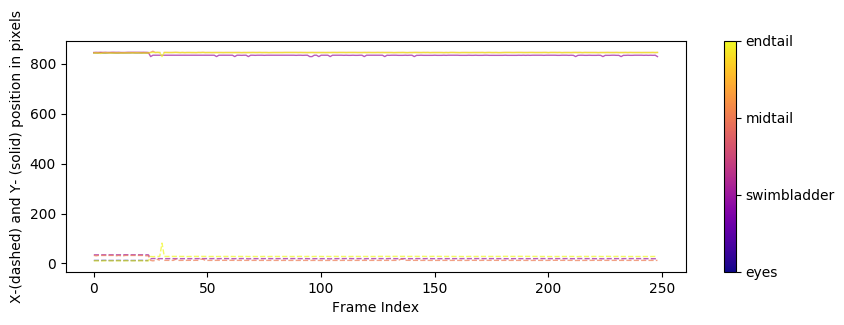 X-(dashed) and Y- (solid) position in pixels
800
600
400
200
0
0 50 100 150 200 250
Frame Index
endtail
midtail
swimbladder
eyes